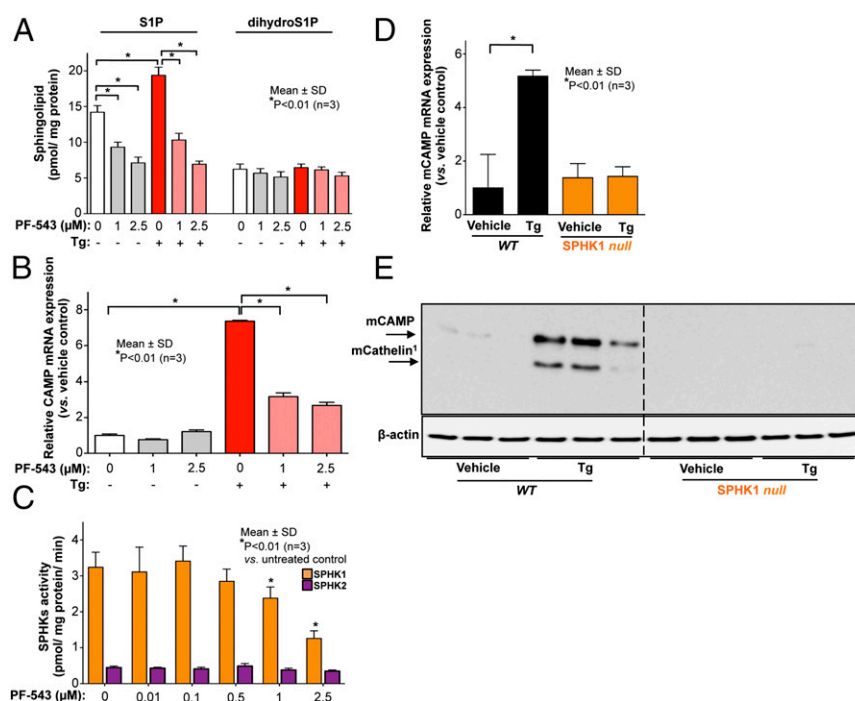 A
S1P
dihydroS1P
Sphingolipid
(pmol/ mg protein)
20
15
10
5
0
* * * * *
Mean ± SD
*P<0.01 (n=3)
PF-543 (µM): 0 1 2.5 0 1 2.5 0 1 2.5 0 1 2.5
Tg: - - - + + + - - - + + +
B
Relative CAMP mRNA expression
(vs. vehicle control)
8
6
4
2
0
* * *
Mean ± SD
*P<0.01 (n=3)
PF-543 (µM): 0 1 2.5 0 1 2.5
Tg: - - - + + +
C
SPHKs activity
(pmol/ mg protein/ min)
4
3
2
1
0
Mean ± SD
*P<0.01 (n=3)
vs. untreated control
SPHK1
SPHK2
* *
PF-543 (µM): 0 0.01 0.1 0.5 1 2.5
D
Relative mCAMP mRNA expression
(vs. vehicle control)
6
4
2
0
*
Mean ± SD
*P<0.01 (n=3)
Vehicle Tg Vehicle Tg
WT SPHK1 null
E
mCAMP
mCathelin¹
β-actin
Vehicle Tg Vehicle Tg
WT SPHK1 null